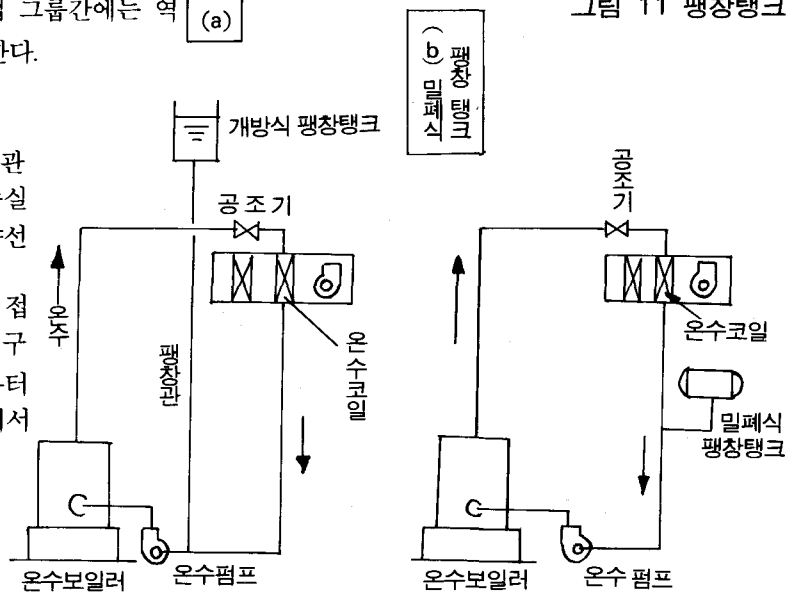 그룹간에는 역
한다.
관
실
선
접
구
터
서
그림 11 팽창탱크
(a)
(b) 밀폐식
팽창탱크
개방식 팽창탱크
공조기
온수
팽창관
온수코일
온수보일러
온수펌프
공조기
온수코일
밀폐식
팽창탱크
온수보일러
온수펌프